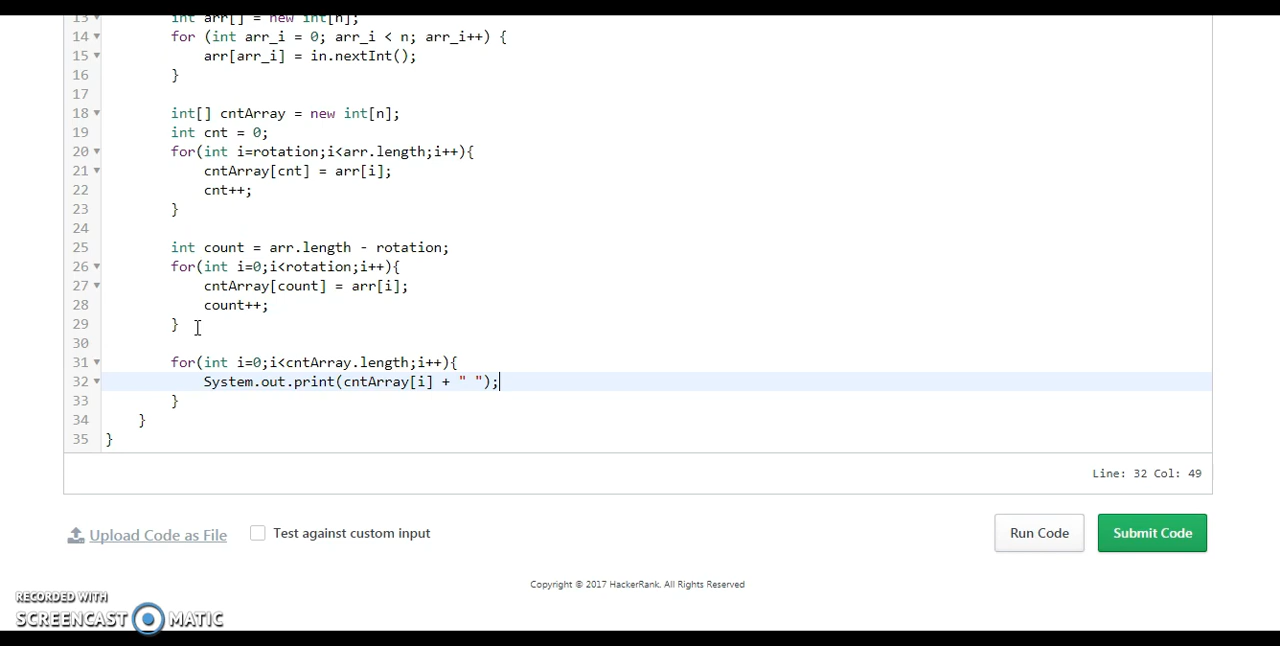 13 int arr[] = new int[n];
14 for (int arr_i = 0; arr_i < n; arr_i++) {
15 arr[arr_i] = in.nextInt();
16 }
17
18 int[] cntArray = new int[n];
19 int cnt = 0;
20 for(int i=rotation;i<arr.length;i++){
21 cntArray[cnt] = arr[i];
22 cnt++;
23 }
24
25 int count = arr.length - rotation;
26 for(int i=0;i<rotation;i++){
27 cntArray[count] = arr[i];
28 count++;
29 }
30
31 for(int i=0;i<cntArray.length;i++){
32 System.out.print(cntArray[i] + " ");
33 }
34 }
35 }
Line: 32 Col: 49
Upload Code as File Test against custom input Run Code Submit Code
Copyright © 2017 HackerRank. All Rights Reserved
RECORDED WITH
SCREENCAST MATIC